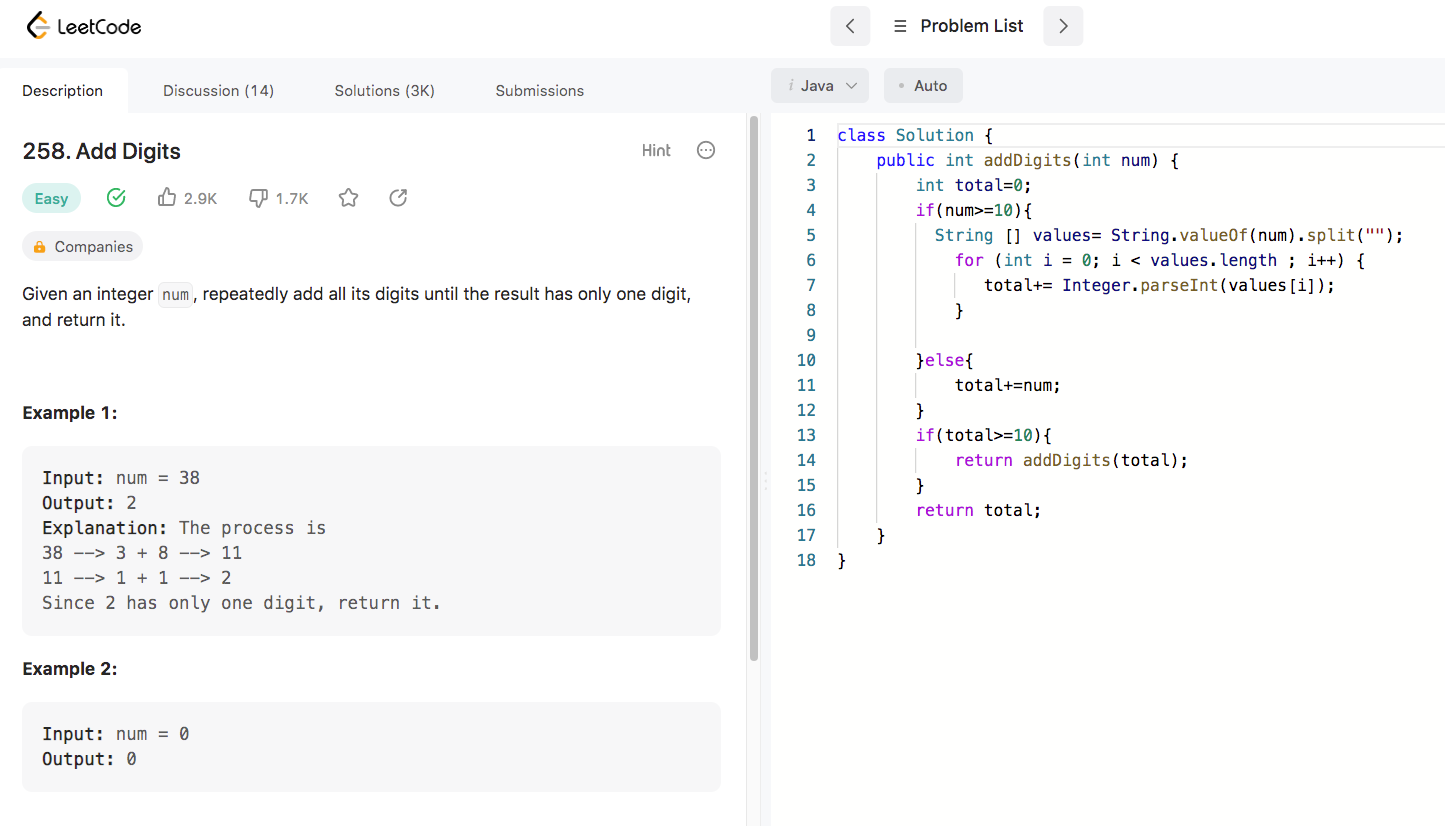 LeetCode
Problem List
Description
Discussion (14)
Solutions (3K)
Submissions
258. Add Digits
Hint
Easy
2.9K
1.7K
Companies
Given an integer num, repeatedly add all its digits until the result has only one digit,
and return it.
Example 1:
Input: num = 38
Output: 2
Explanation: The process is
38 --> 3 + 8 --> 11
11 --> 1 + 1 --> 2
Since 2 has only one digit, return it.
Example 2:
Input: num = 0
Output: 0
i Java
• Auto
1 class Solution {
2     public int addDigits(int num) {
3         int total=0;
4         if(num>=10){
5           String [] values= String.valueOf(num).split("");
6             for (int i = 0; i < values.length ; i++) {
7                total+= Integer.parseInt(values[i]);
8             }
9
10         }else{
11             total+=num;
12         }
13         if(total>=10){
14             return addDigits(total);
15         }
16         return total;
17     }
18 }